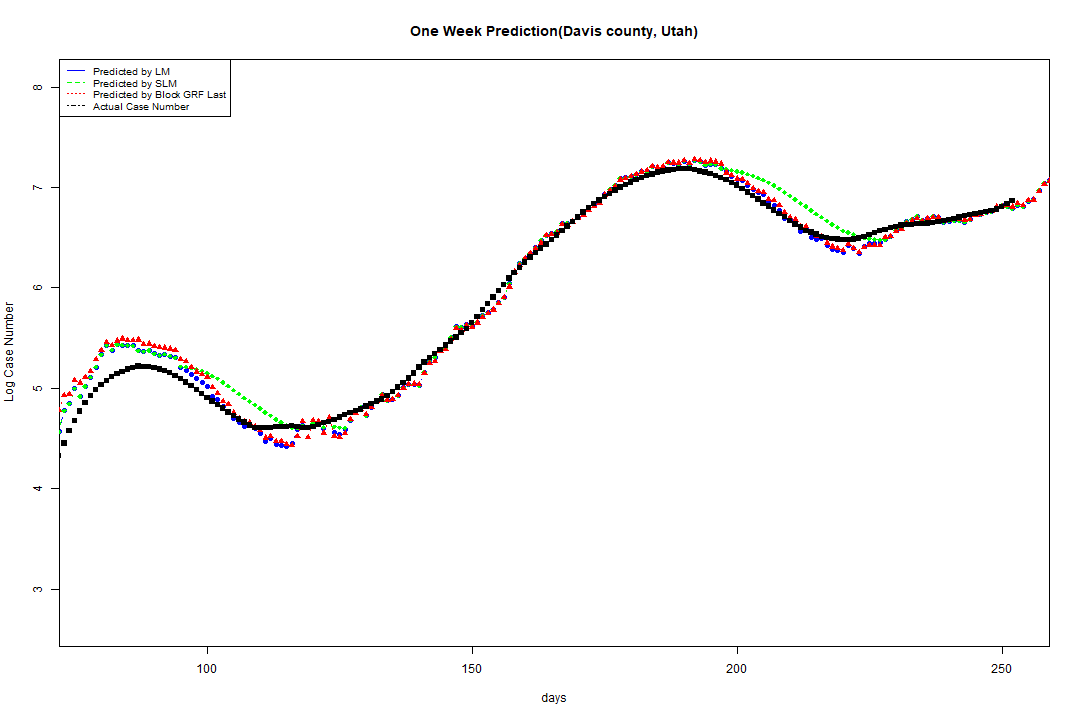 One Week Prediction(Davis county, Utah)
Predicted by LM
Predicted by SLM
Predicted by Block GRF Last
Actual Case Number
8
7
6
5
4
3
Log Case Number
100 150 200 250
days